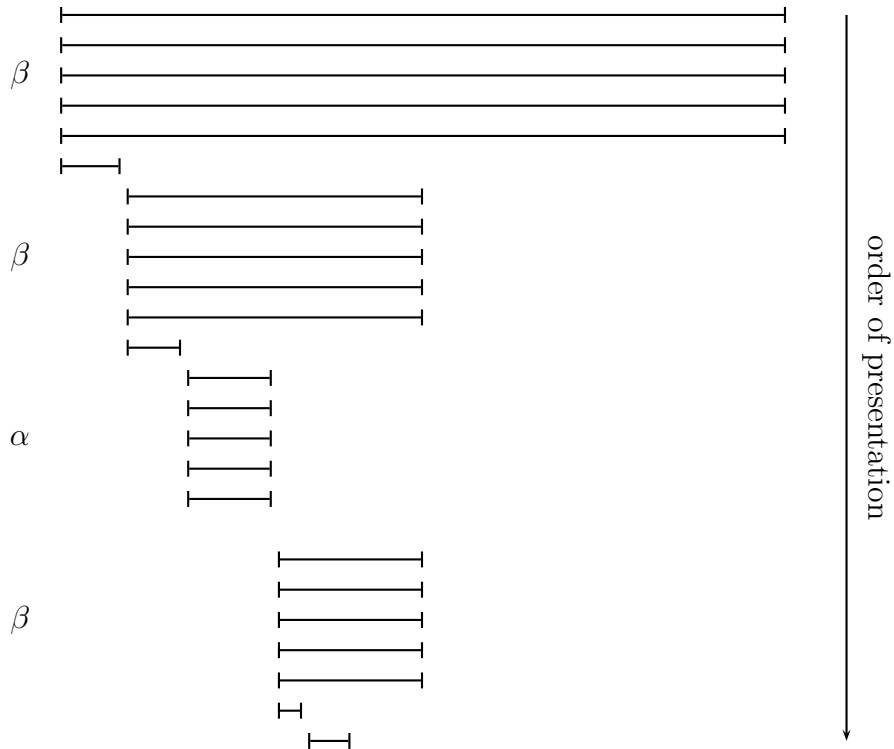 β
β
α
β
order of presentation